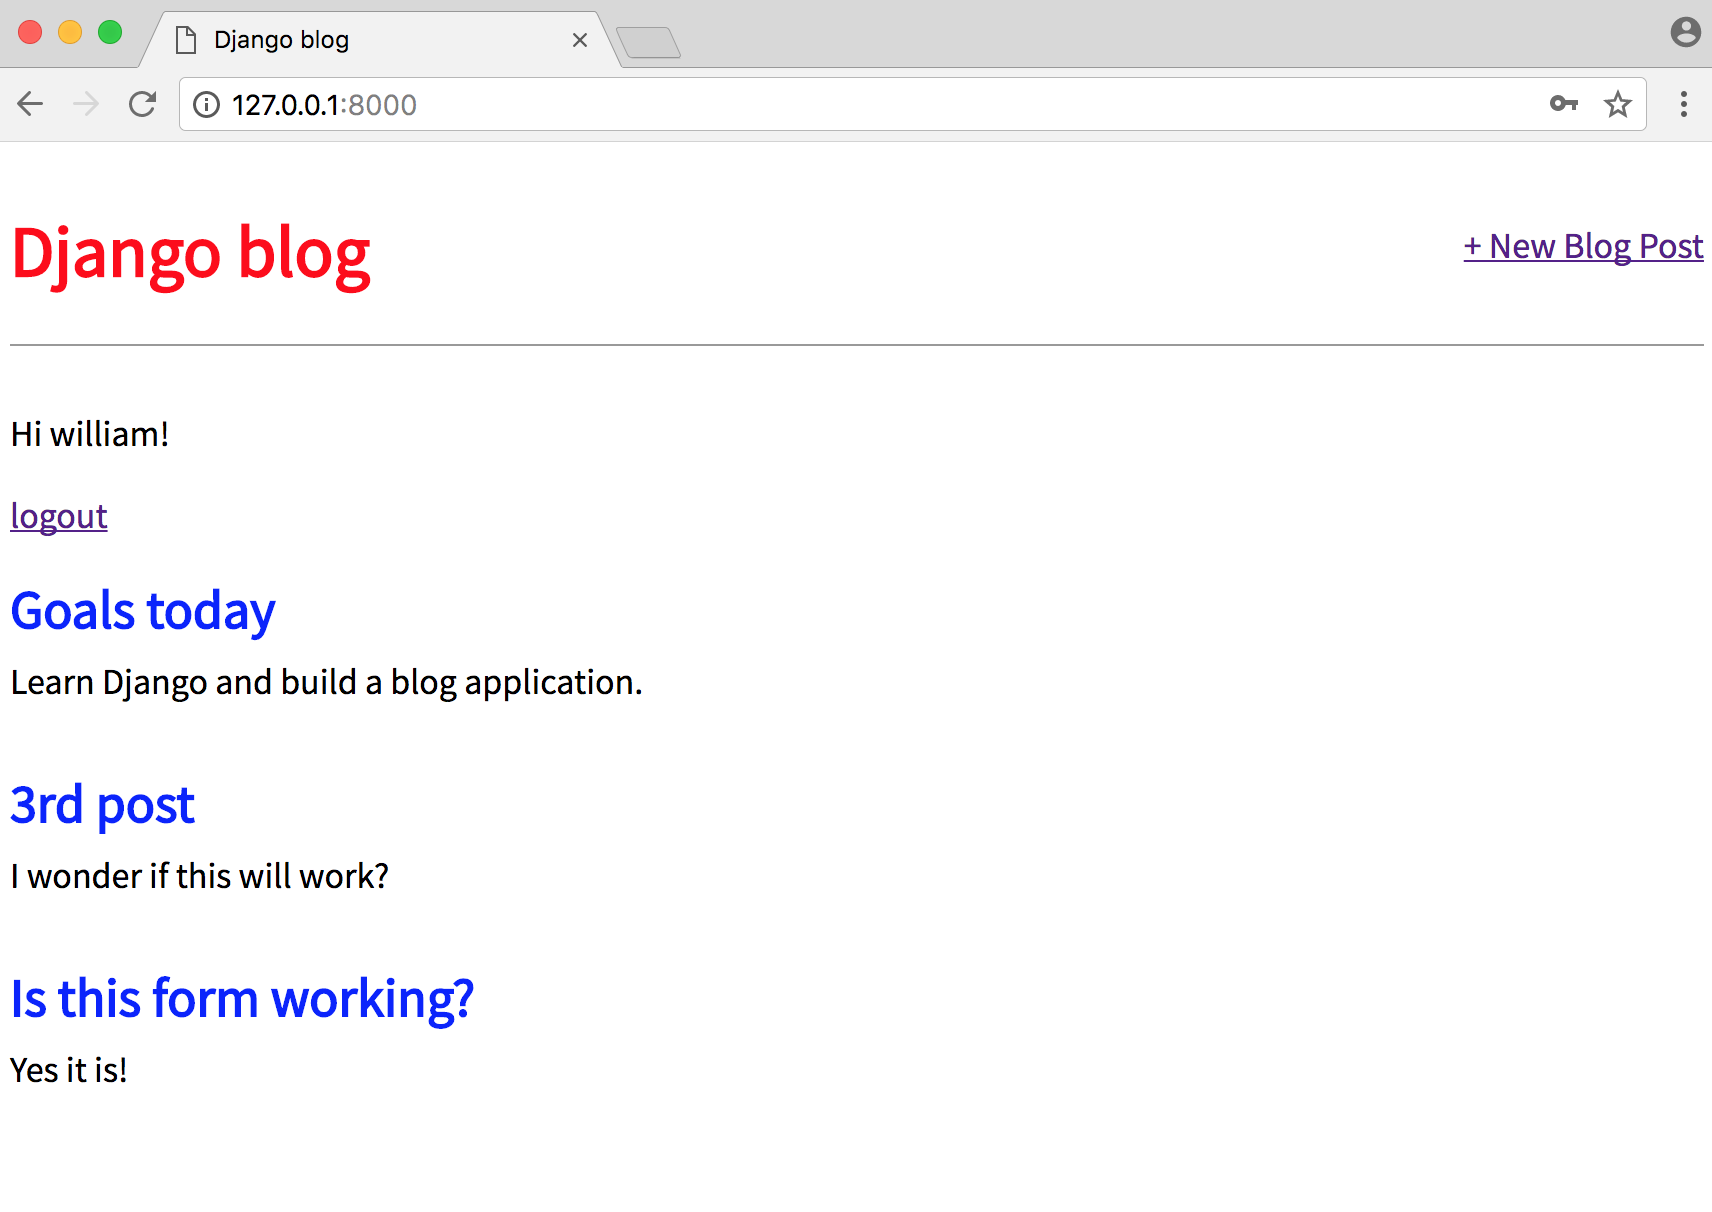 Django blog
127.0.0.1:8000
Django blog
+ New Blog Post
Hi william!
logout
Goals today
Learn Django and build a blog application.
3rd post
I wonder if this will work?
Is this form working?
Yes it is!